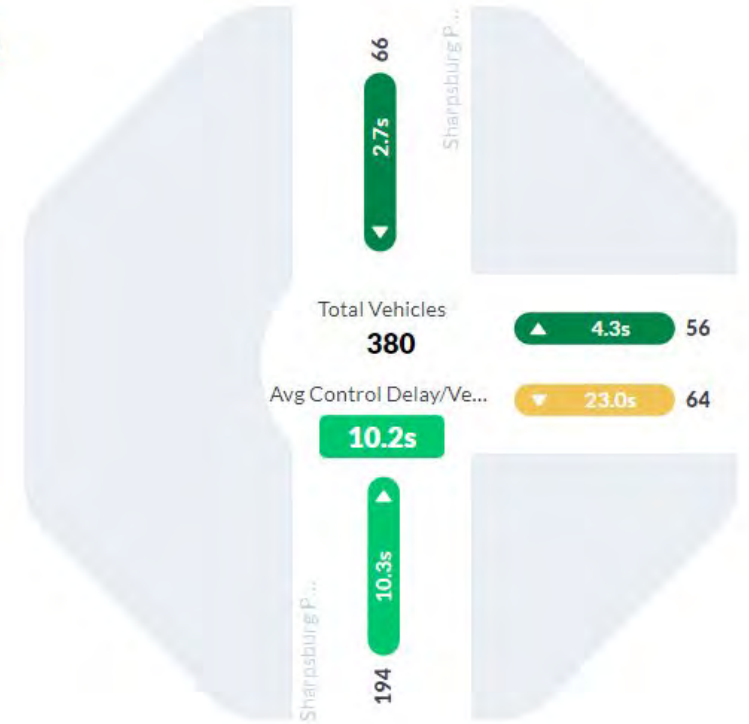 66
Sharpsburg P...
2.7s
Total Vehicles
380
4.3s 56
Avg Control Delay/Ve...
23.0s 64
10.2s
10.3s
Sharpsburg P...
194